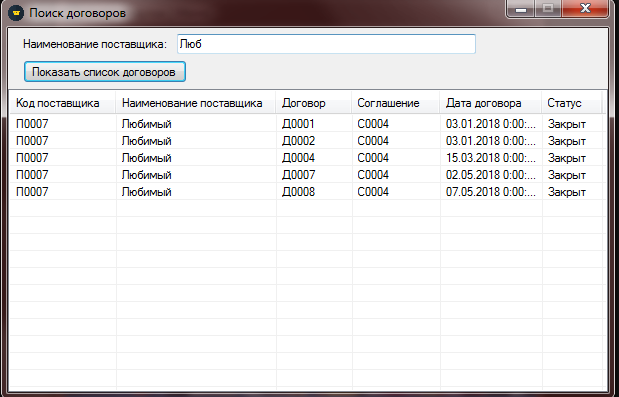 Поиск договоров
Наименование поставщика: Люб
Показать список договоров
Код поставщика Наименование поставщика Договор Соглашение Дата договора Статус
П0007 Любимый Д0001 С0004 03.01.2018 0:00:... Закрыт
П0007 Любимый Д0002 С0004 03.01.2018 0:00:... Закрыт
П0007 Любимый Д0004 С0004 15.03.2018 0:00:... Закрыт
П0007 Любимый Д0007 С0004 02.05.2018 0:00:... Закрыт
П0007 Любимый Д0008 С0004 07.05.2018 0:00:... Закрыт